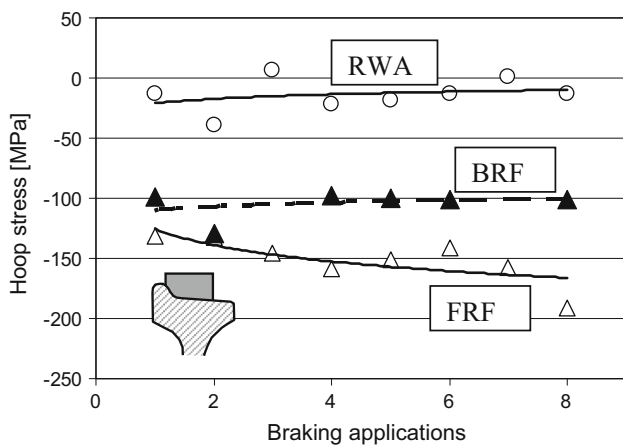 50
0
-50
-100
-150
-200
-250
Hoop stress [MPa]
RWA
BRF
FRF
0 2 4 6 8
Braking applications